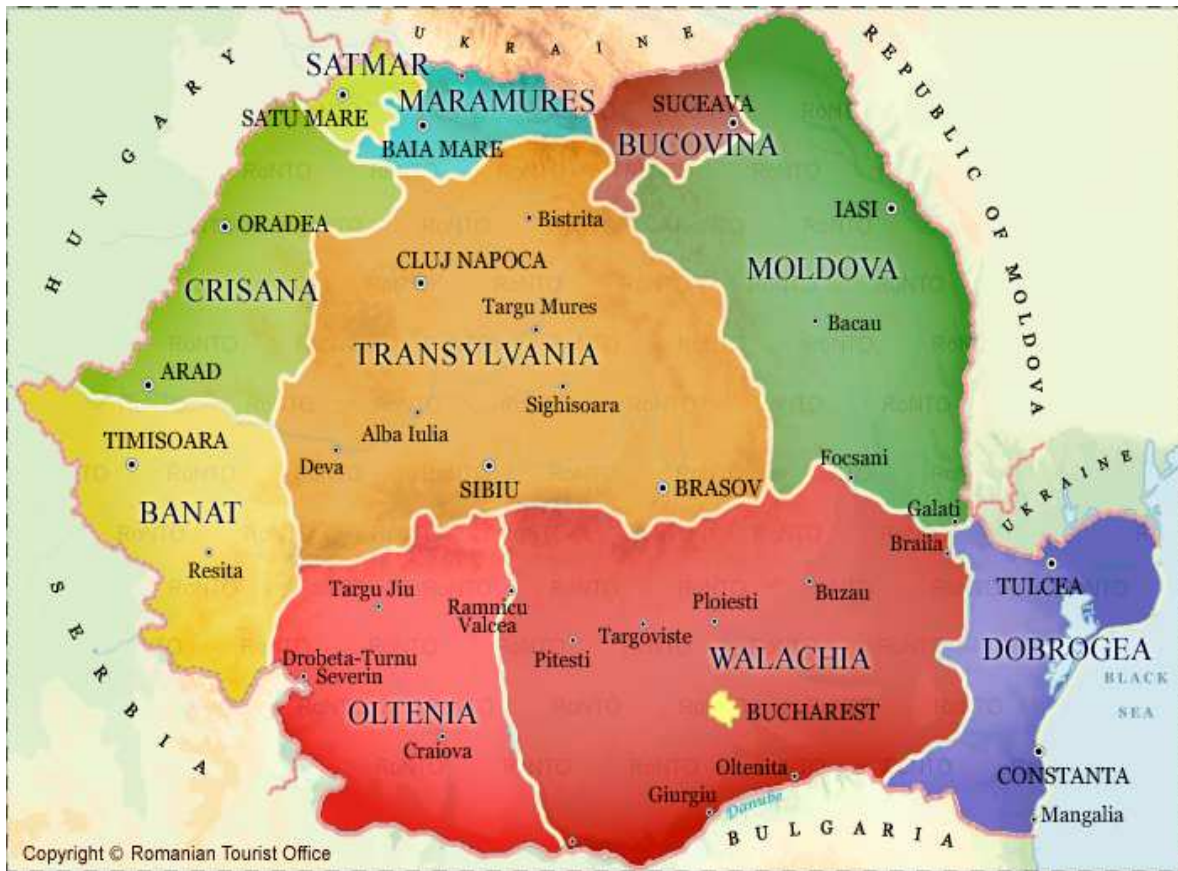 UKRAINE
HUNGARY
REPUBLIC OF MOLDOVA
SATMAR
MARAMURES
SATU MARE
BAIA MARE
SUCEAVA
BUCOVINA
ORADEA
Bistrita
IASI
CLUJ NAPOCA
MOLDOVA
CRISANA
Targu Mures
Bacau
TRANSYLVANIA
ARAD
Sighisoara
TIMISOARA
Alba Iulia
Deva
Focsani
UKRAINE
SIBIU
BRASOV
BANAT
Galati
Braila
Resita
SERBIA
Targu Jiu
Ramnicu
Valcea
Ploiesti
Buzau
TULCEA
Targoviste
Pitesti
WALACHIA
DOBROGEA
Drobeta-Turnu
Severin
BLACK
SEA
OLTENIA
BUCHAREST
Craiova
Oltenita
CONSTANTA
Giurgiu
Danube
Mangalia
BULGARIA
Copyright © Romanian Tourist Office